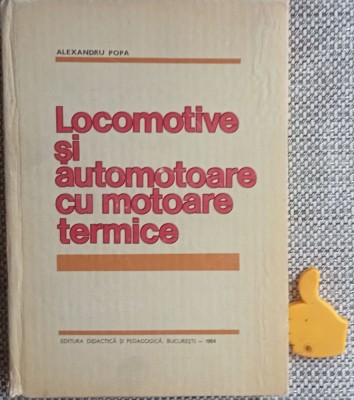 ALEXANDRU POPA
Locomotive
și
automotoare
cu motoare
termice
EDITURA DIDACTICĂ ȘI PEDAGOGICĂ, BUCUREȘTI — 1984